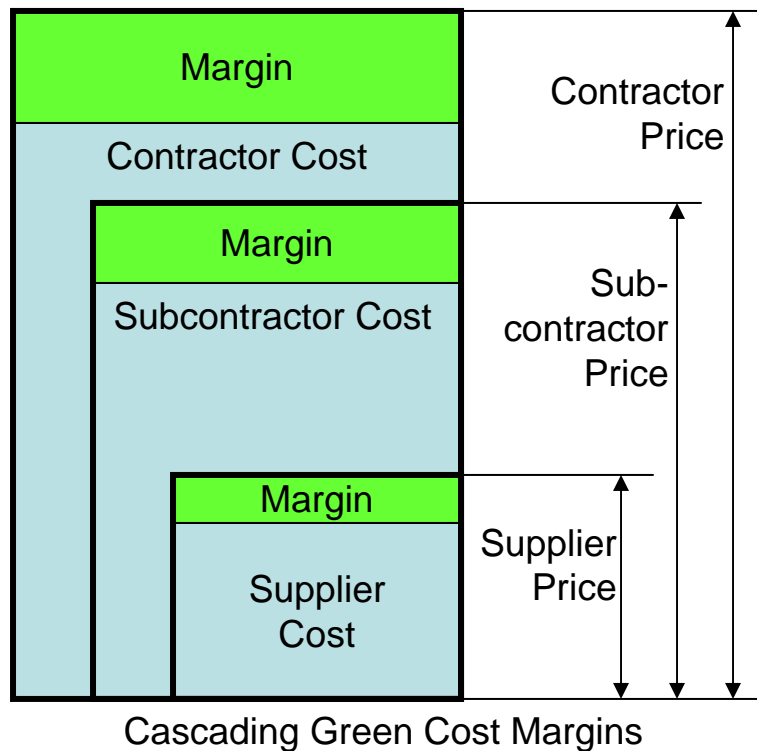 Margin
Contractor Cost
Contractor
Price
Margin
Subcontractor Cost
Sub-
contractor
Price
Margin
Supplier
Cost
Supplier
Price
Cascading Green Cost Margins